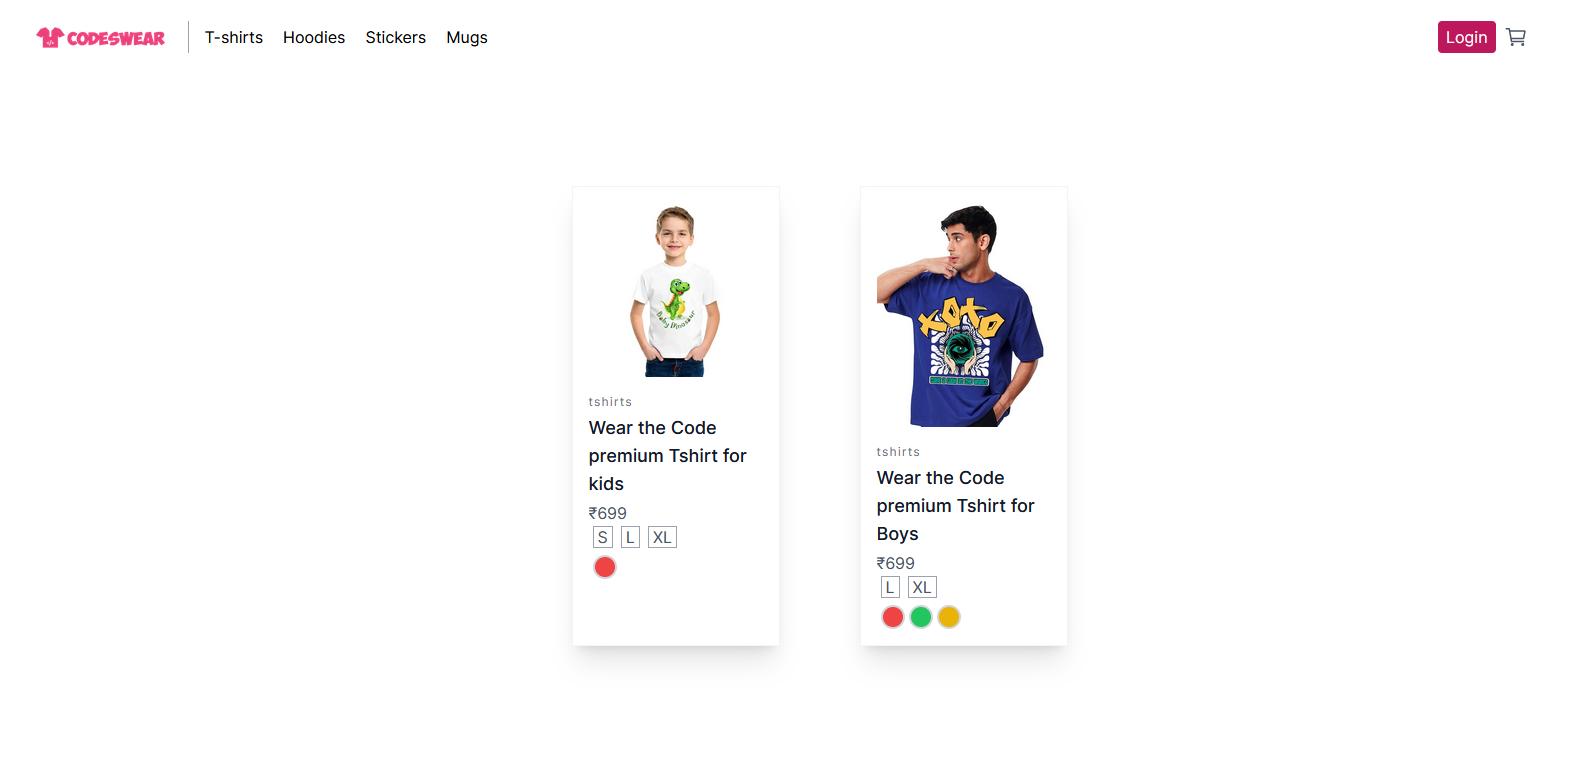 CODESWEAR
T-shirts Hoodies Stickers Mugs
Login
Baby Dinosaur
tshirts
Wear the Code
premium Tshirt for
kids
₹699
S L XL
XOXO
tshirts
Wear the Code
premium Tshirt for
Boys
₹699
L XL